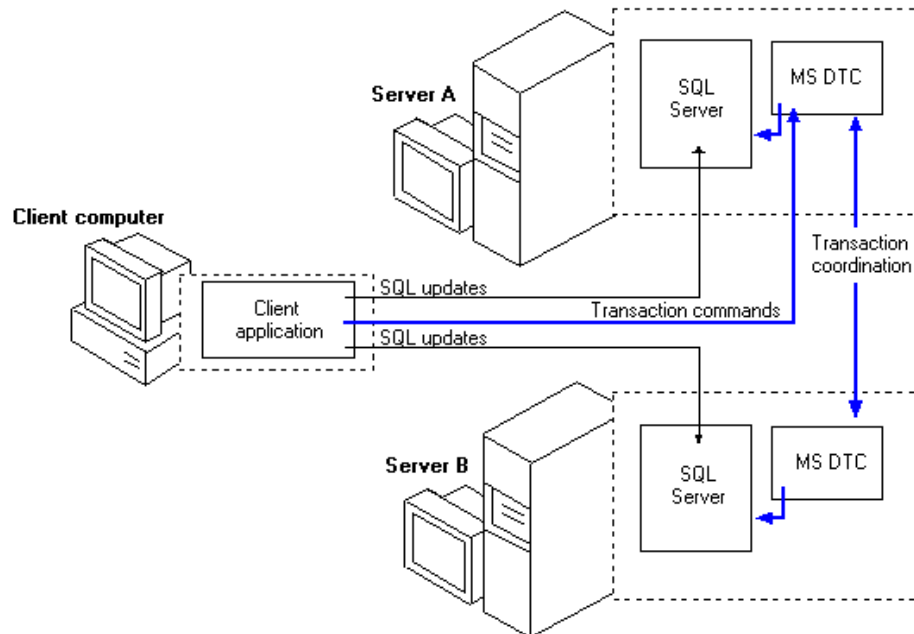 Server A
SQL
Server
MS DTC
Client computer
Client
application
SQL updates
Transaction commands
SQL updates
Transaction
coordination
Server B
SQL
Server
MS DTC